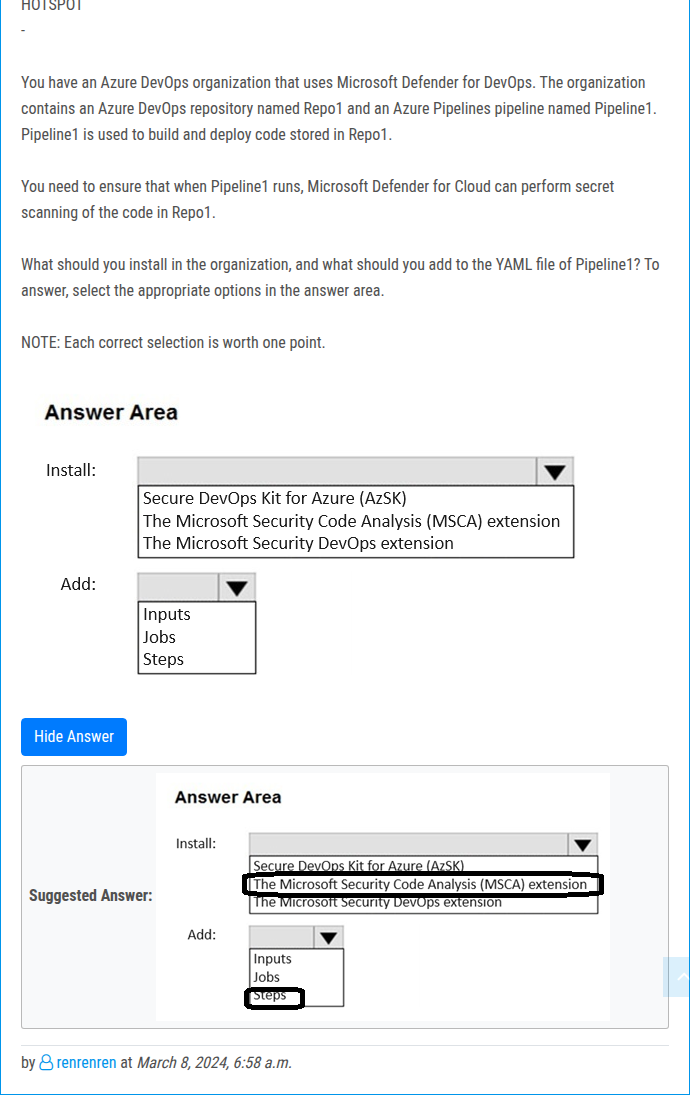 HOTSPOT
-
You have an Azure DevOps organization that uses Microsoft Defender for DevOps. The organization
contains an Azure DevOps repository named Repo1 and an Azure Pipelines pipeline named Pipeline1.
Pipeline1 is used to build and deploy code stored in Repo1.
You need to ensure that when Pipeline1 runs, Microsoft Defender for Cloud can perform secret
scanning of the code in Repo1.
What should you install in the organization, and what should you add to the YAML file of Pipeline1? To
answer, select the appropriate options in the answer area.
NOTE: Each correct selection is worth one point.
Answer Area
Install:
Secure DevOps Kit for Azure (AzSK)
The Microsoft Security Code Analysis (MSCA) extension
The Microsoft Security DevOps extension
Add:
Inputs
Jobs
Steps
Hide Answer
Suggested Answer:
Answer Area
Install:
Secure DevOps Kit for Azure (AzSK)
The Microsoft Security Code Analysis (MSCA) extension
The Microsoft Security DevOps extension
Add:
Inputs
Jobs
Steps
by renrenren at March 8, 2024, 6:58 a.m.